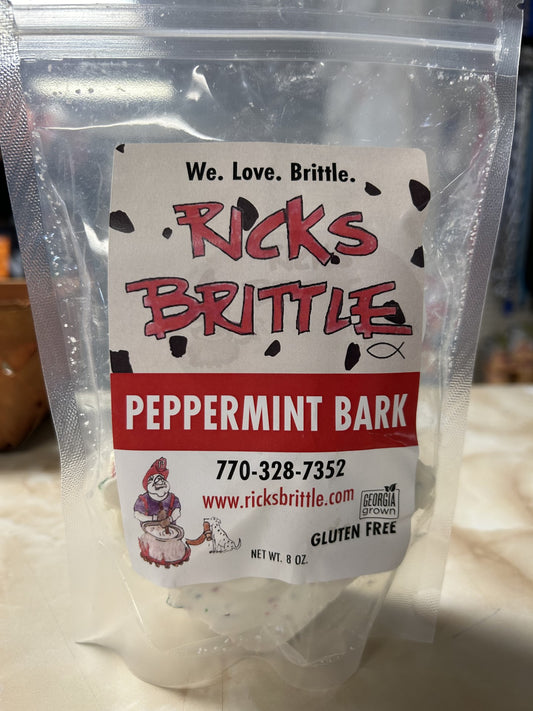 We. Love. Brittle.
RICKS
BRITTLE
PEPPERMINT BARK
770-328-7352
www.ricksbrittle.com
GEORGIA
grown
GLUTEN FREE
NET WT. 8 OZ.